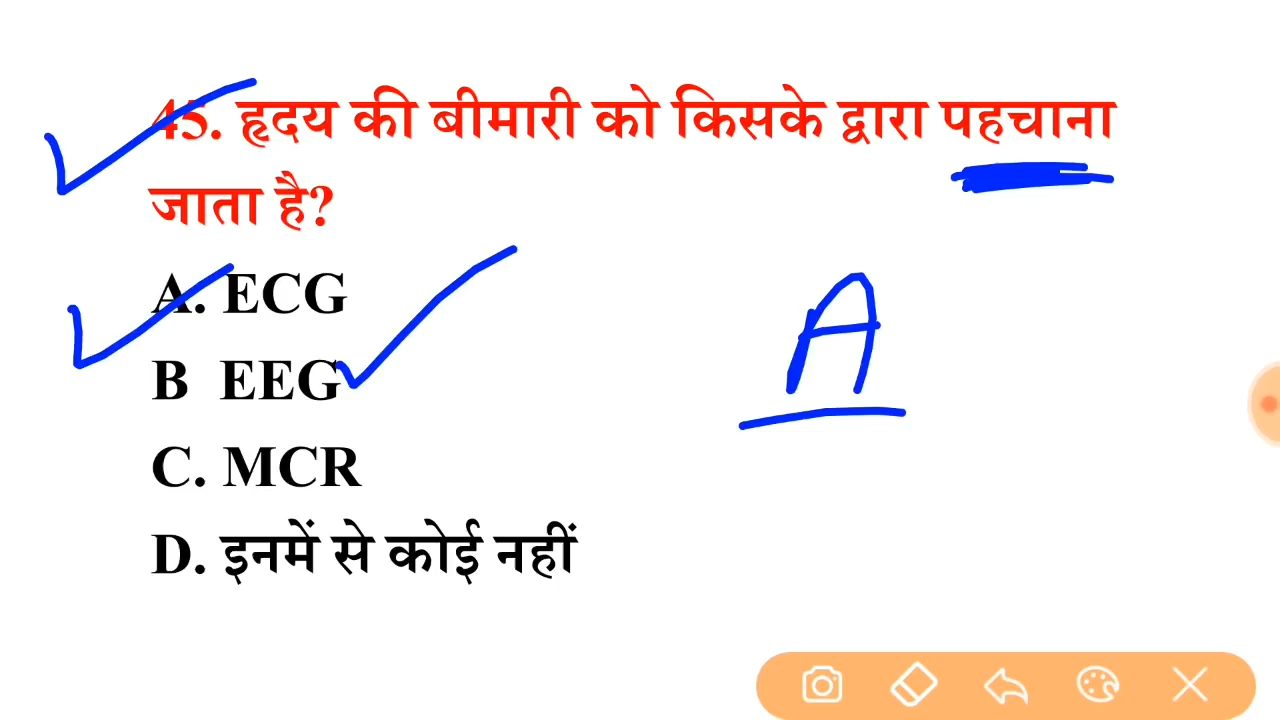 45. हृदय की बीमारी को किसके द्वारा पहचाना
जाता है?
A. ECG
B EEG
C. MCR
D. इनमें से कोई नहीं
A